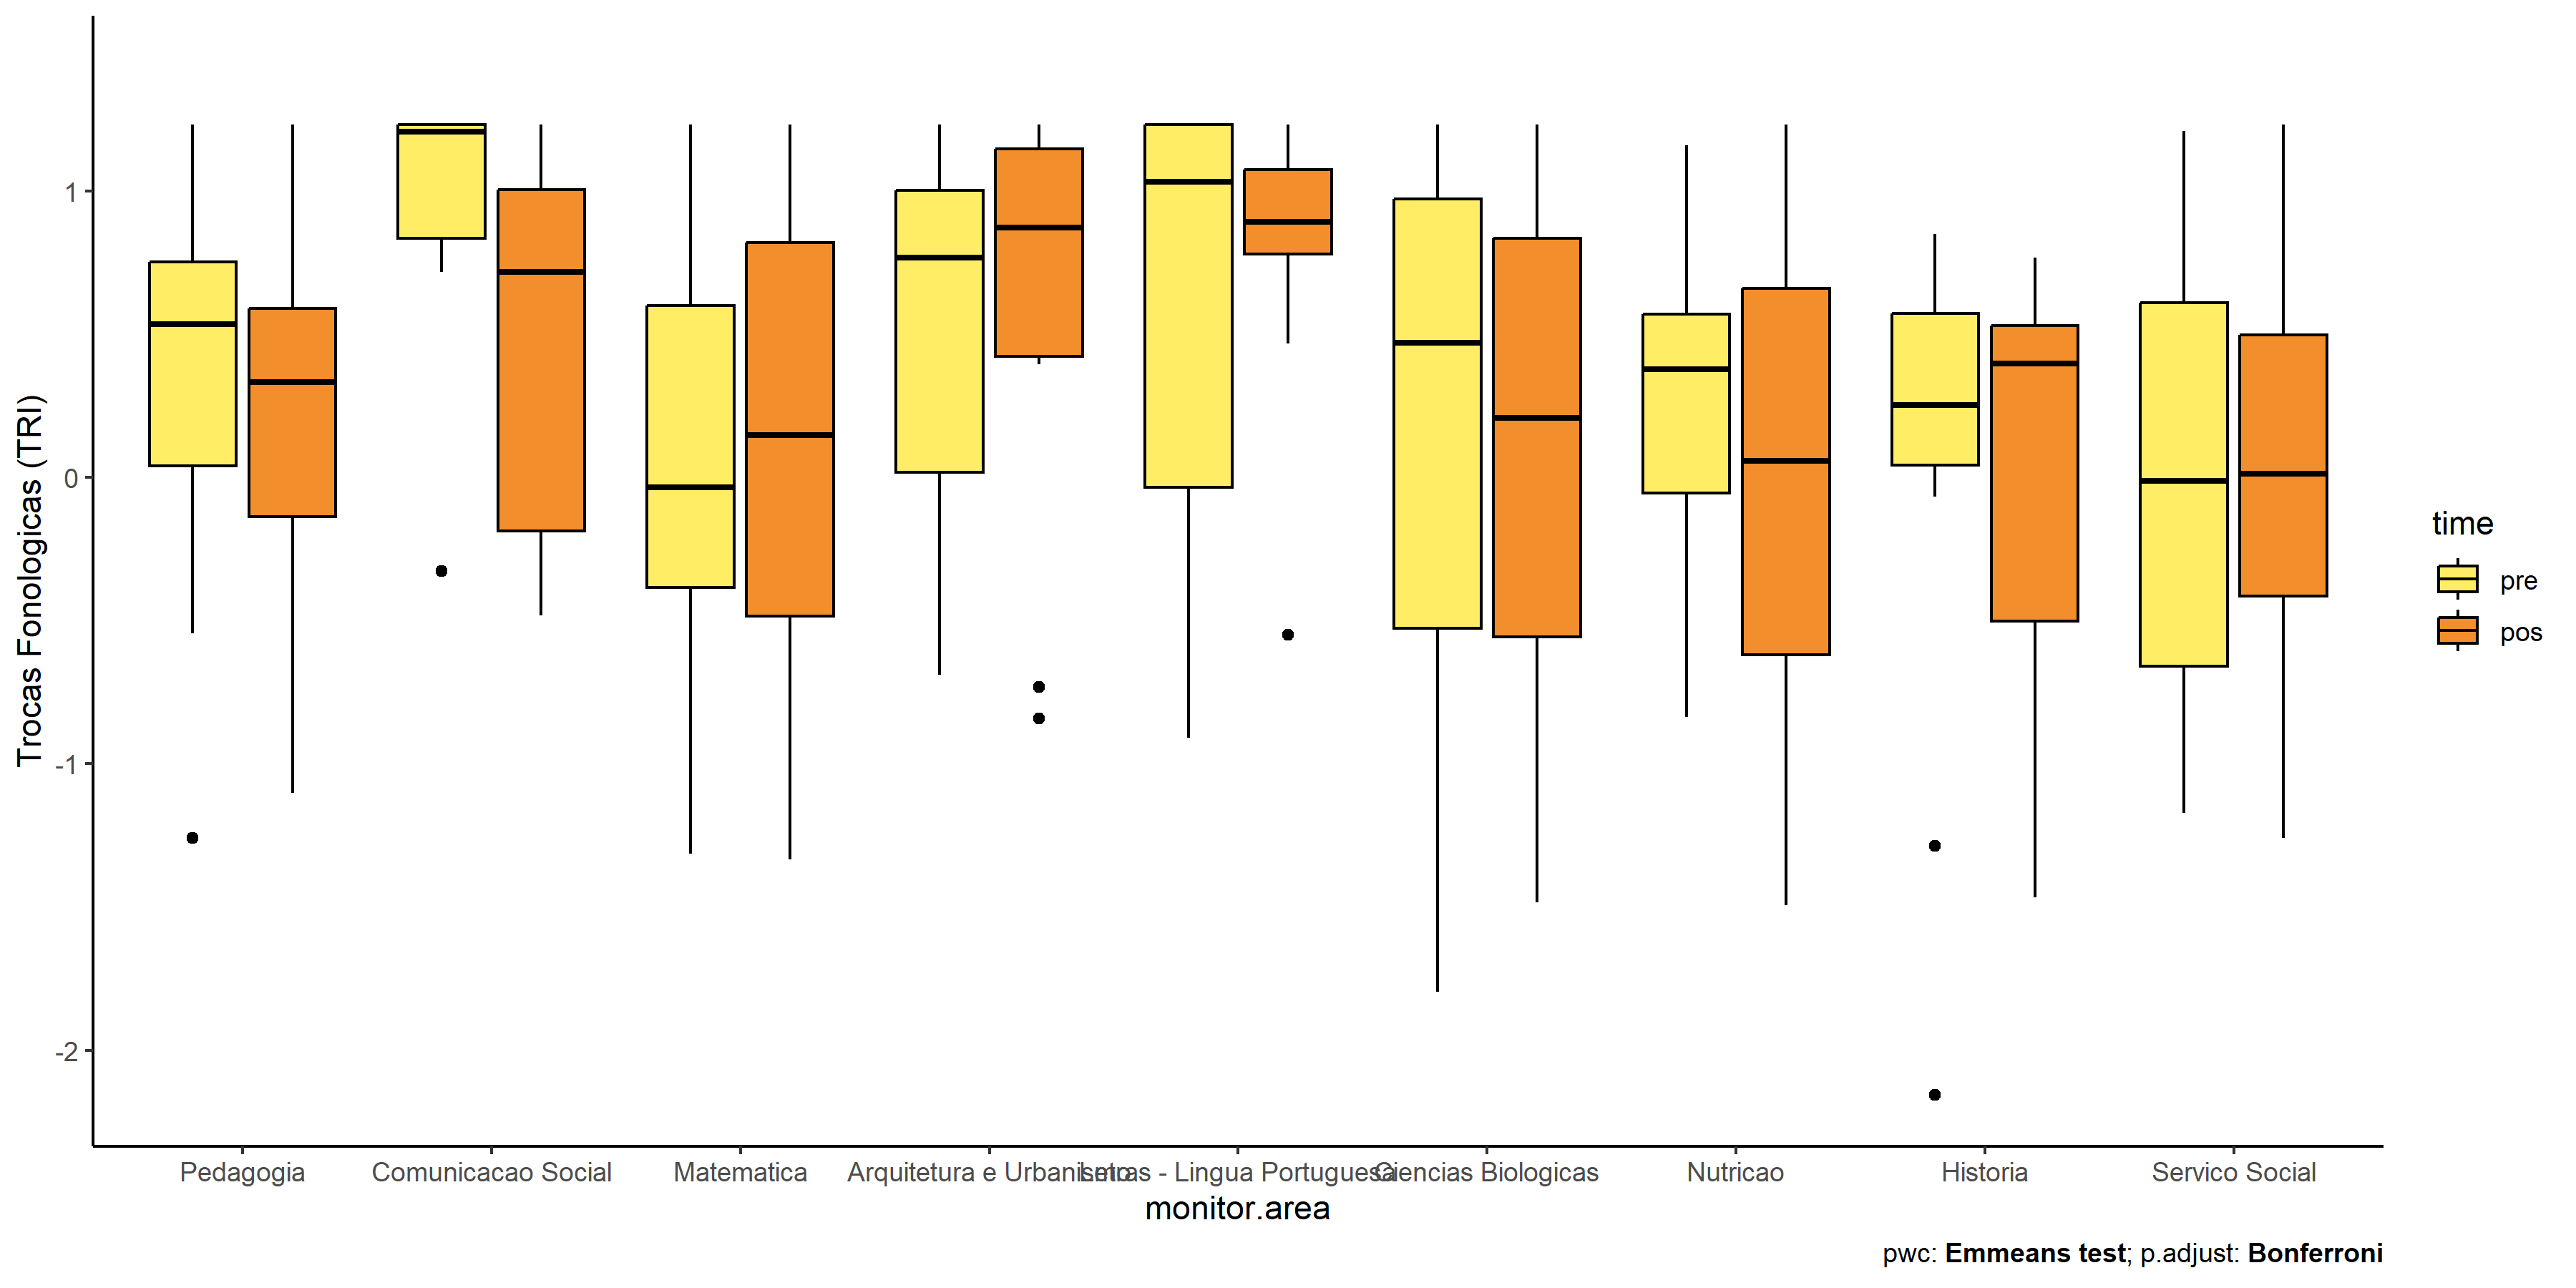 Trocas Fonologicas (TRI)
1
0
-1
-2
Pedagogia
Comunicacao Social
Matematica
Arquitetura e Urbanismo
Letras - Lingua Portuguesa
Ciencias Biologicas
Nutricao
Historia
Servico Social
monitor.area
time
pre
pos
pwc: Emmeans test; p.adjust: Bonferroni